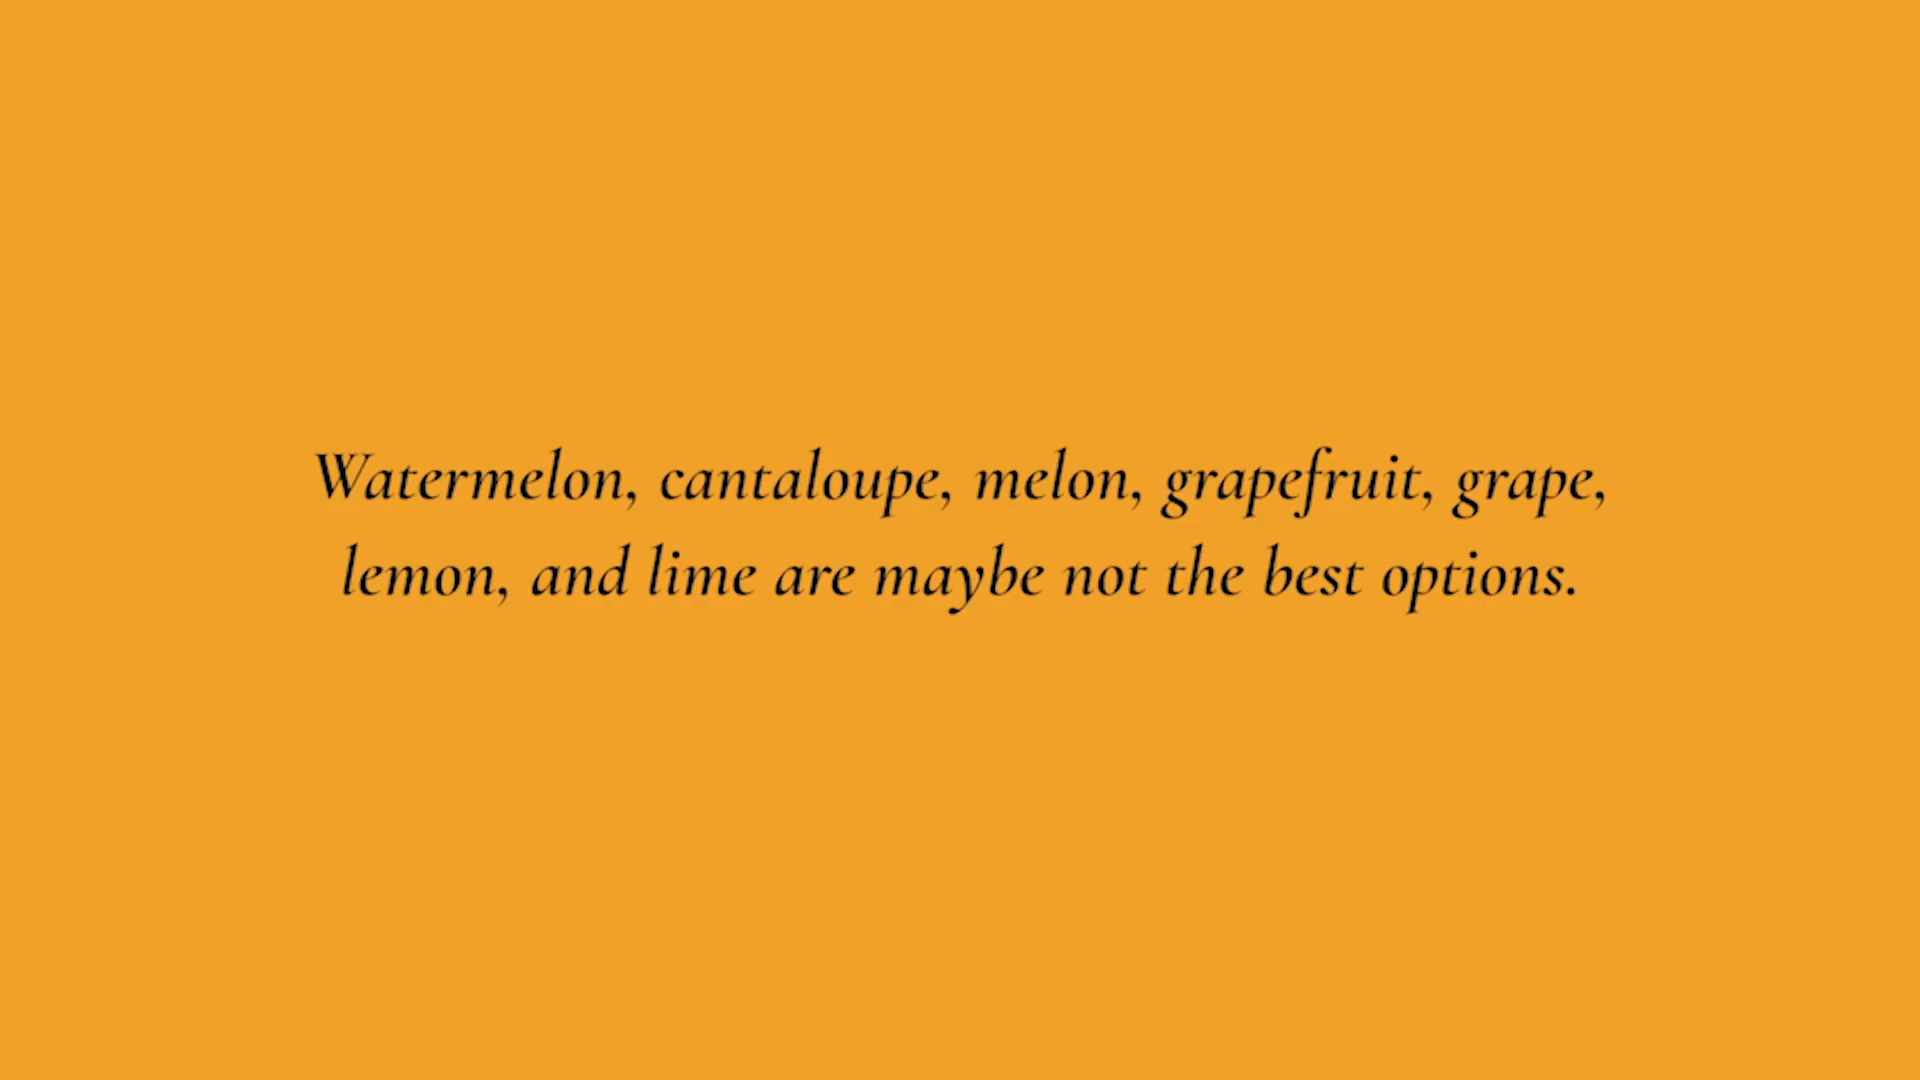 Watermelon, cantaloupe, melon, grapefruit, grape,
lemon, and lime are maybe not the best options.